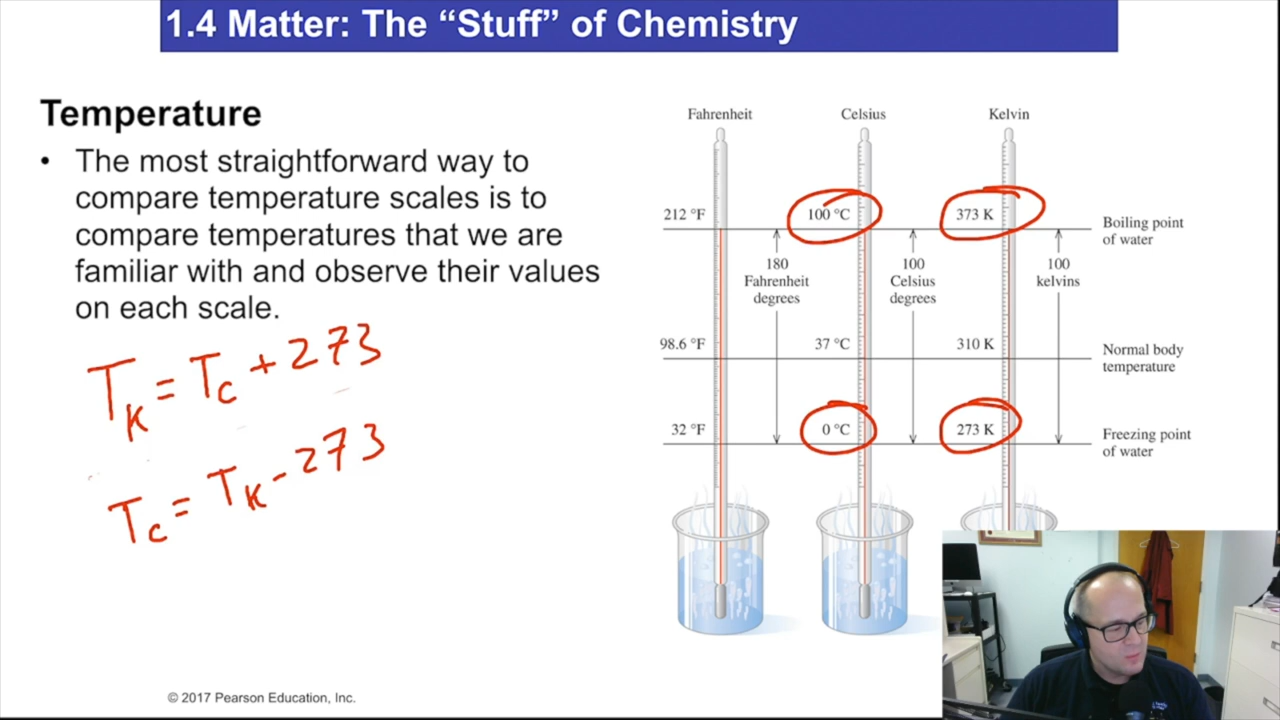 1.4 Matter: The “Stuff” of Chemistry
Temperature
• The most straightforward way to
compare temperature scales is to
compare temperatures that we are
familiar with and observe their values
on each scale.
T_K = T_C + 273
T_C = T_K - 273
Fahrenheit Celsius Kelvin
212 °F 100 °C 373 K Boiling point
of water
180 100 100
Fahrenheit Celsius kelvins
degrees degrees
98.6 °F 37 °C 310 K Normal body
temperature
32 °F 0 °C 273 K Freezing point
of water
© 2017 Pearson Education, Inc.